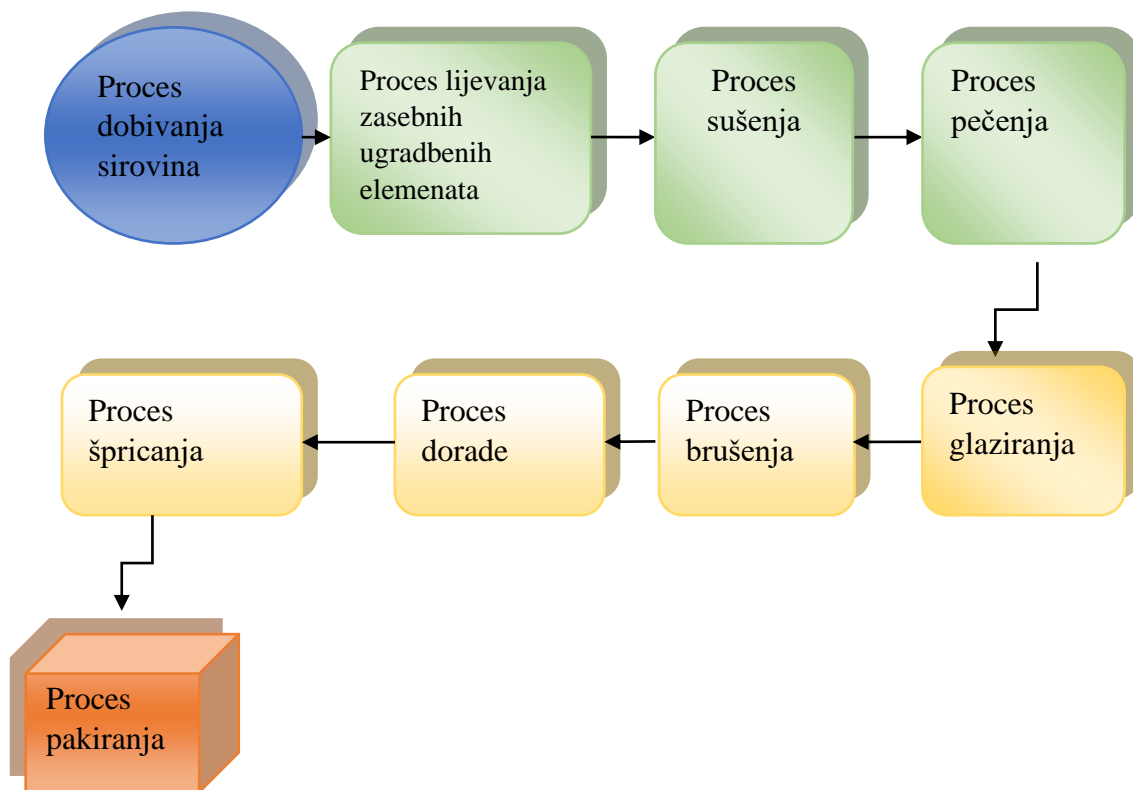 Proces
dobivanja
sirovina
Proces lijevanja
zasebnih
ugradbenih
elemenata
Proces
sušenja
Proces
pečenja
Proces
glaziranja
Proces
brušenja
Proces
dorade
Proces
špricanja
Proces
pakiranja